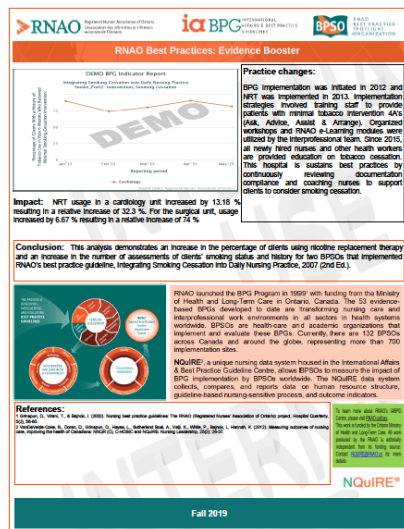 RNAO
iaBPG INTERNATIONAL
AFFAIRS & BEST PRACTICE
GUIDELINES
BPSO
RNAO
BEST PRACTICE
SPOTLIGHT
ORGANIZATION
RNAO Best Practices: Evidence Booster
DEMO BPG Indicator Report
Integrating Smoking Cessation into Daily Nursing Practice
DEMO
Reporting period
Cardiology
Practice changes:
BPG implementation was initiated in 2012 and
NRT was implemented in 2013. Implementation
strategies involved training staff to provide
patients with minimal tobacco intervention 4A's
(Ask, Advice, Assist & Arrange). Organized
workshops and RNAO e-Learning modules were
utilized by the interprofessional team. Since 2015,
all newly hired nurses and other health workers
are provided education on tobacco cessation.
This hospital is sustains best practices by
continuously reviewing documentation
compliance and coaching nurses to support
clients to consider smoking cessation.
Impact: NRT usage in a cardiology unit increased by 13.18 %
resulting in a relative increase of 32.3 %. For the surgical unit, usage
increased by 6.67 % resulting in a relative increase of 74 %
Conclusion: This analysis demonstrates an increase in the percentage of clients using nicotine replacement therapy
and an increase in the number of assessments of clients' smoking status and history for two BPSOs that implemented
RNAO's best practice guideline, Integrating Smoking Cessation into Daily Nursing Practice, 2007 (2nd Ed.).
RNAO launched the BPG Program in 1999¹ with funding from the Ministry
of Health and Long-Term Care in Ontario, Canada. The 53 evidence-
based BPGs developed to date are transforming nursing care and
interprofessional work environments in all sectors in health systems
worldwide. BPSOs are health-care and academic organizations that
implement and evaluate these BPGs. Currently, there are 132 BPSOs
across Canada and around the globe, representing more than 700
implementation sites.
NQuIRE², a unique nursing data system housed in the International Affairs
& Best Practice Guideline Centre, allows BPSOs to measure the impact of
BPG implementation by BPSOs worldwide. The NQuIRE data system
collects, compares, and reports data on human resource structure,
guideline-based nursing-sensitive process, and outcome indicators.
References:
NQuIRE®
Fall 2019